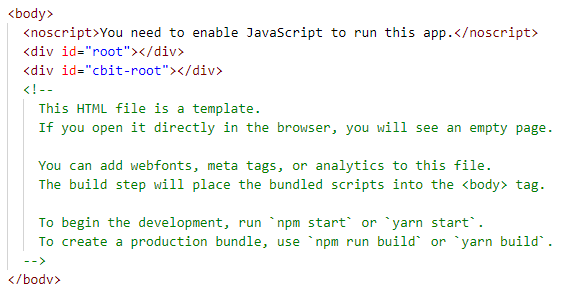 <body>
<noscript>You need to enable JavaScript to run this app.</noscript>
<div id="root"></div>
<div id="cbit-root"></div>
<!--
This HTML file is a template.
If you open it directly in the browser, you will see an empty page.
You can add webfonts, meta tags, or analytics to this file.
The build step will place the bundled scripts into the <body> tag.
To begin the development, run `npm start` or `yarn start`.
To create a production bundle, use `npm run build` or `yarn build`.
-->
</body>